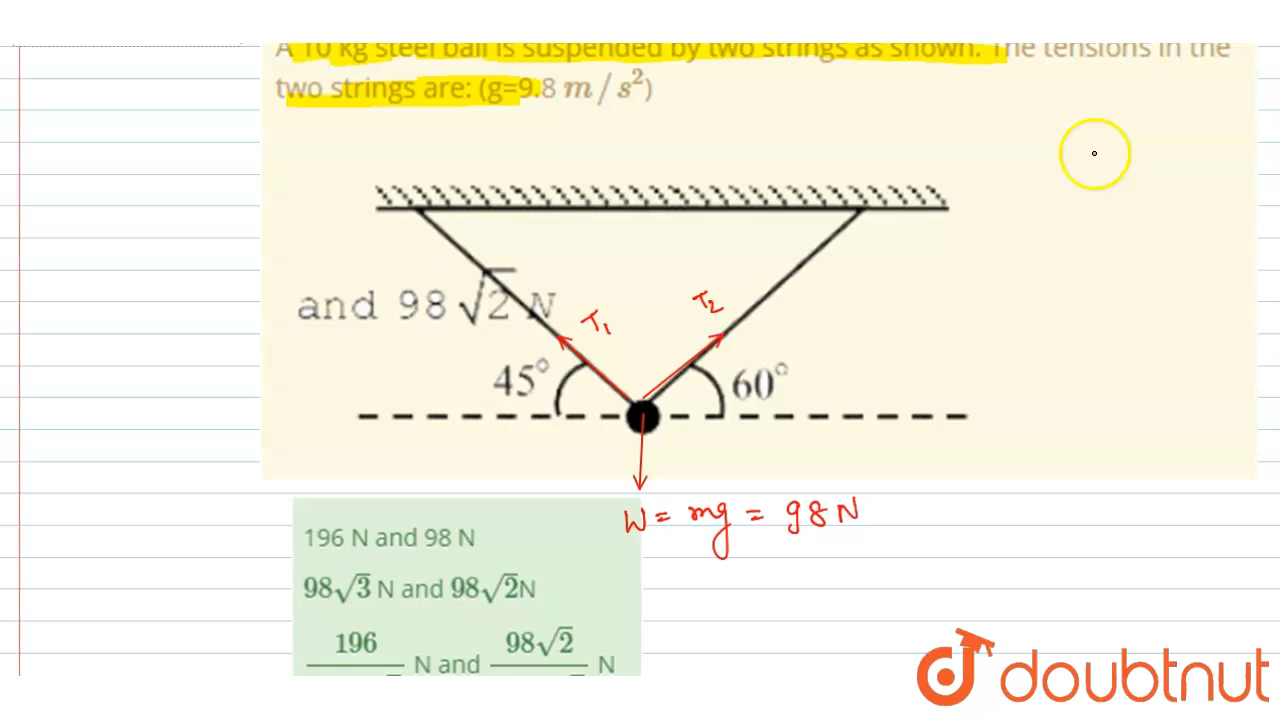 A 10 kg steel ball is suspended by two strings as shown. The tensions in the
two strings are: (g=9.8 m/s²)
and 98√2 N
T₁
T₂
45°
60°
W = mg = 98 N
196 N and 98 N
98√3 N and 98√2N
196 N and 98√2 N
doubtnut